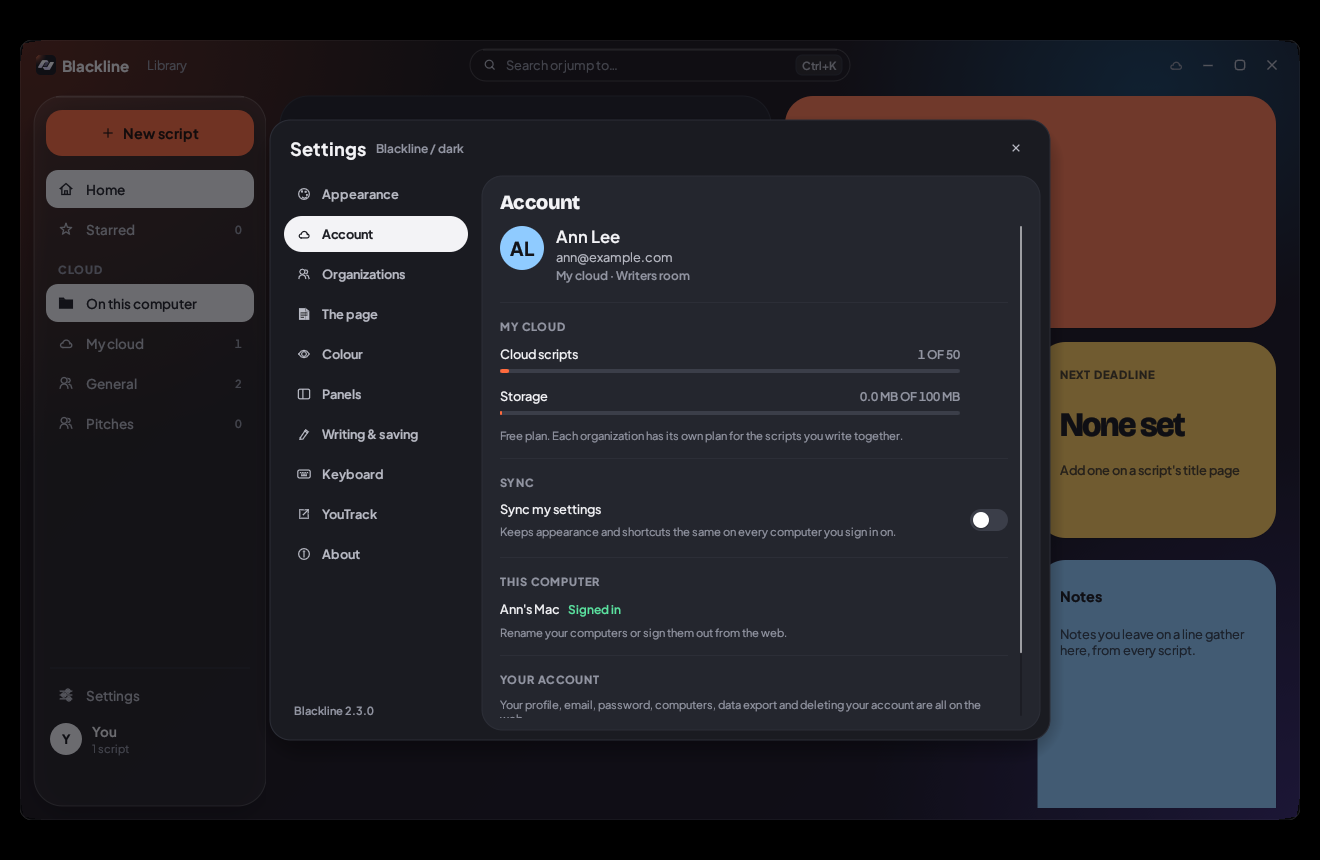 Blackline
Library
Search or jump to...
Ctrl+K
New script
Home
Starred 0
CLOUD
On this computer
My cloud 1
General 2
Pitches 0
Settings
Y
You
1 script
Settings Blackline / dark
Appearance
Account
Organizations
The page
Colour
Panels
Writing & saving
Keyboard
YouTrack
About
Blackline 2.3.0
Account
AL
Ann Lee
ann@example.com
My cloud · Writers room
MY CLOUD
Cloud scripts 1 OF 50
Storage 0.0 MB OF 100 MB
Free plan. Each organization has its own plan for the scripts you write together.
SYNC
Sync my settings
Keeps appearance and shortcuts the same on every computer you sign in on.
THIS COMPUTER
Ann's Mac Signed in
Rename your computers or sign them out from the web.
YOUR ACCOUNT
Your profile, email, password, computers, data export and deleting your account are all on the
NEXT DEADLINE
None set
Add one on a script's title page
Notes
Notes you leave on a line gather
here, from every script.